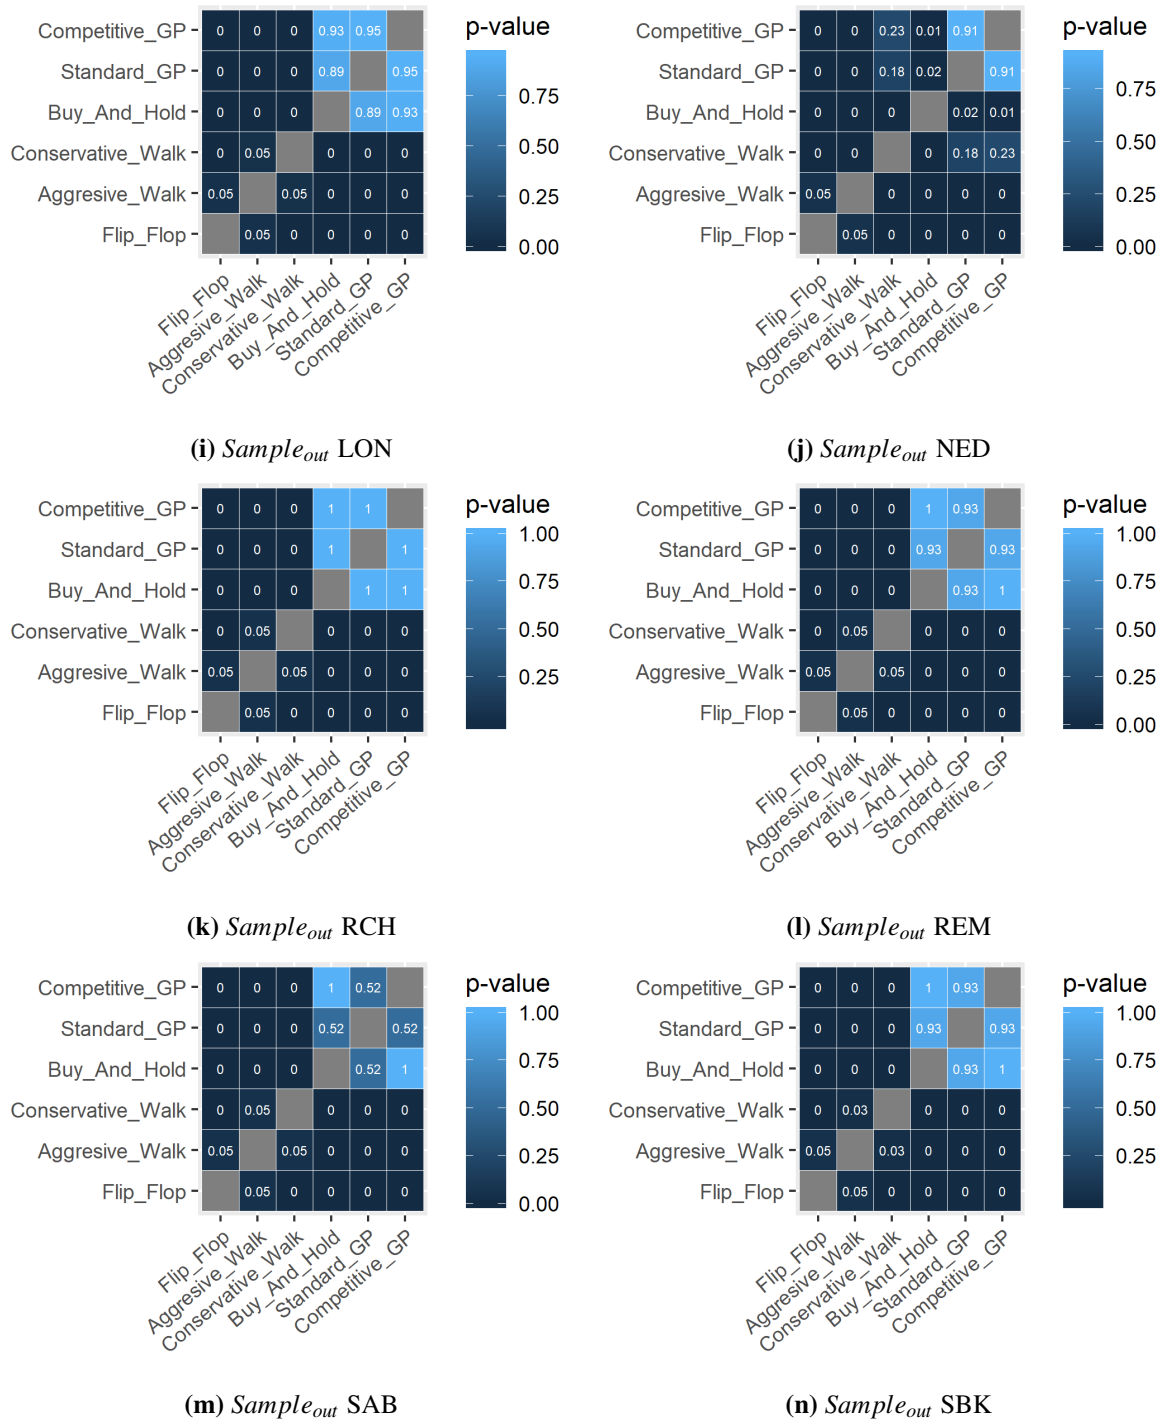 Competitive_GP 0 0 0 0.93 0.95
Standard_GP 0 0 0 0.89 0.95
Buy_And_Hold 0 0 0 0.89 0.93
Conservative_Walk 0 0.05 0 0 0
Aggresive_Walk 0.05 0.05 0 0 0
Flip_Flop 0.05 0 0 0 0
Flip_Flop
Aggresive_Walk
Conservative_Walk
Buy_And_Hold
Standard_GP
Competitive_GP
p-value
0.75
0.50
0.25
0.00
(i) Sample_out LON
Competitive_GP 0 0 0.23 0.01 0.91
Standard_GP 0 0 0.18 0.02 0.91
Buy_And_Hold 0 0 0 0.02 0.01
Conservative_Walk 0 0 0 0.18 0.23
Aggresive_Walk 0.05 0 0 0 0
Flip_Flop 0.05 0 0 0 0
Flip_Flop
Aggresive_Walk
Conservative_Walk
Buy_And_Hold
Standard_GP
Competitive_GP
p-value
0.75
0.50
0.25
0.00
(j) Sample_out NED
Competitive_GP 0 0 0 1 1
Standard_GP 0 0 0 1 1
Buy_And_Hold 0 0 0 1 1
Conservative_Walk 0 0.05 0 0 0
Aggresive_Walk 0.05 0.05 0 0 0
Flip_Flop 0.05 0 0 0 0
Flip_Flop
Aggresive_Walk
Conservative_Walk
Buy_And_Hold
Standard_GP
Competitive_GP
p-value
1.00
0.75
0.50
0.25
(k) Sample_out RCH
Competitive_GP 0 0 0 1 0.93
Standard_GP 0 0 0 0.93 0.93
Buy_And_Hold 0 0 0 0.93 1
Conservative_Walk 0 0.05 0 0 0
Aggresive_Walk 0.05 0.05 0 0 0
Flip_Flop 0.05 0 0 0 0
Flip_Flop
Aggresive_Walk
Conservative_Walk
Buy_And_Hold
Standard_GP
Competitive_GP
p-value
1.00
0.75
0.50
0.25
0.00
(l) Sample_out REM
Competitive_GP 0 0 0 1 0.52
Standard_GP 0 0 0 0.52 0.52
Buy_And_Hold 0 0 0 0.52 1
Conservative_Walk 0 0.05 0 0 0
Aggresive_Walk 0.05 0.05 0 0 0
Flip_Flop 0.05 0 0 0 0
Flip_Flop
Aggresive_Walk
Conservative_Walk
Buy_And_Hold
Standard_GP
Competitive_GP
p-value
1.00
0.75
0.50
0.25
0.00
(m) Sample_out SAB
Competitive_GP 0 0 0 1 0.93
Standard_GP 0 0 0 0.93 0.93
Buy_And_Hold 0 0 0 0.93 1
Conservative_Walk 0 0.03 0 0 0
Aggresive_Walk 0.05 0.03 0 0 0
Flip_Flop 0.05 0 0 0 0
Flip_Flop
Aggresive_Walk
Conservative_Walk
Buy_And_Hold
Standard_GP
Competitive_GP
p-value
1.00
0.75
0.50
0.25
(n) Sample_out SBK